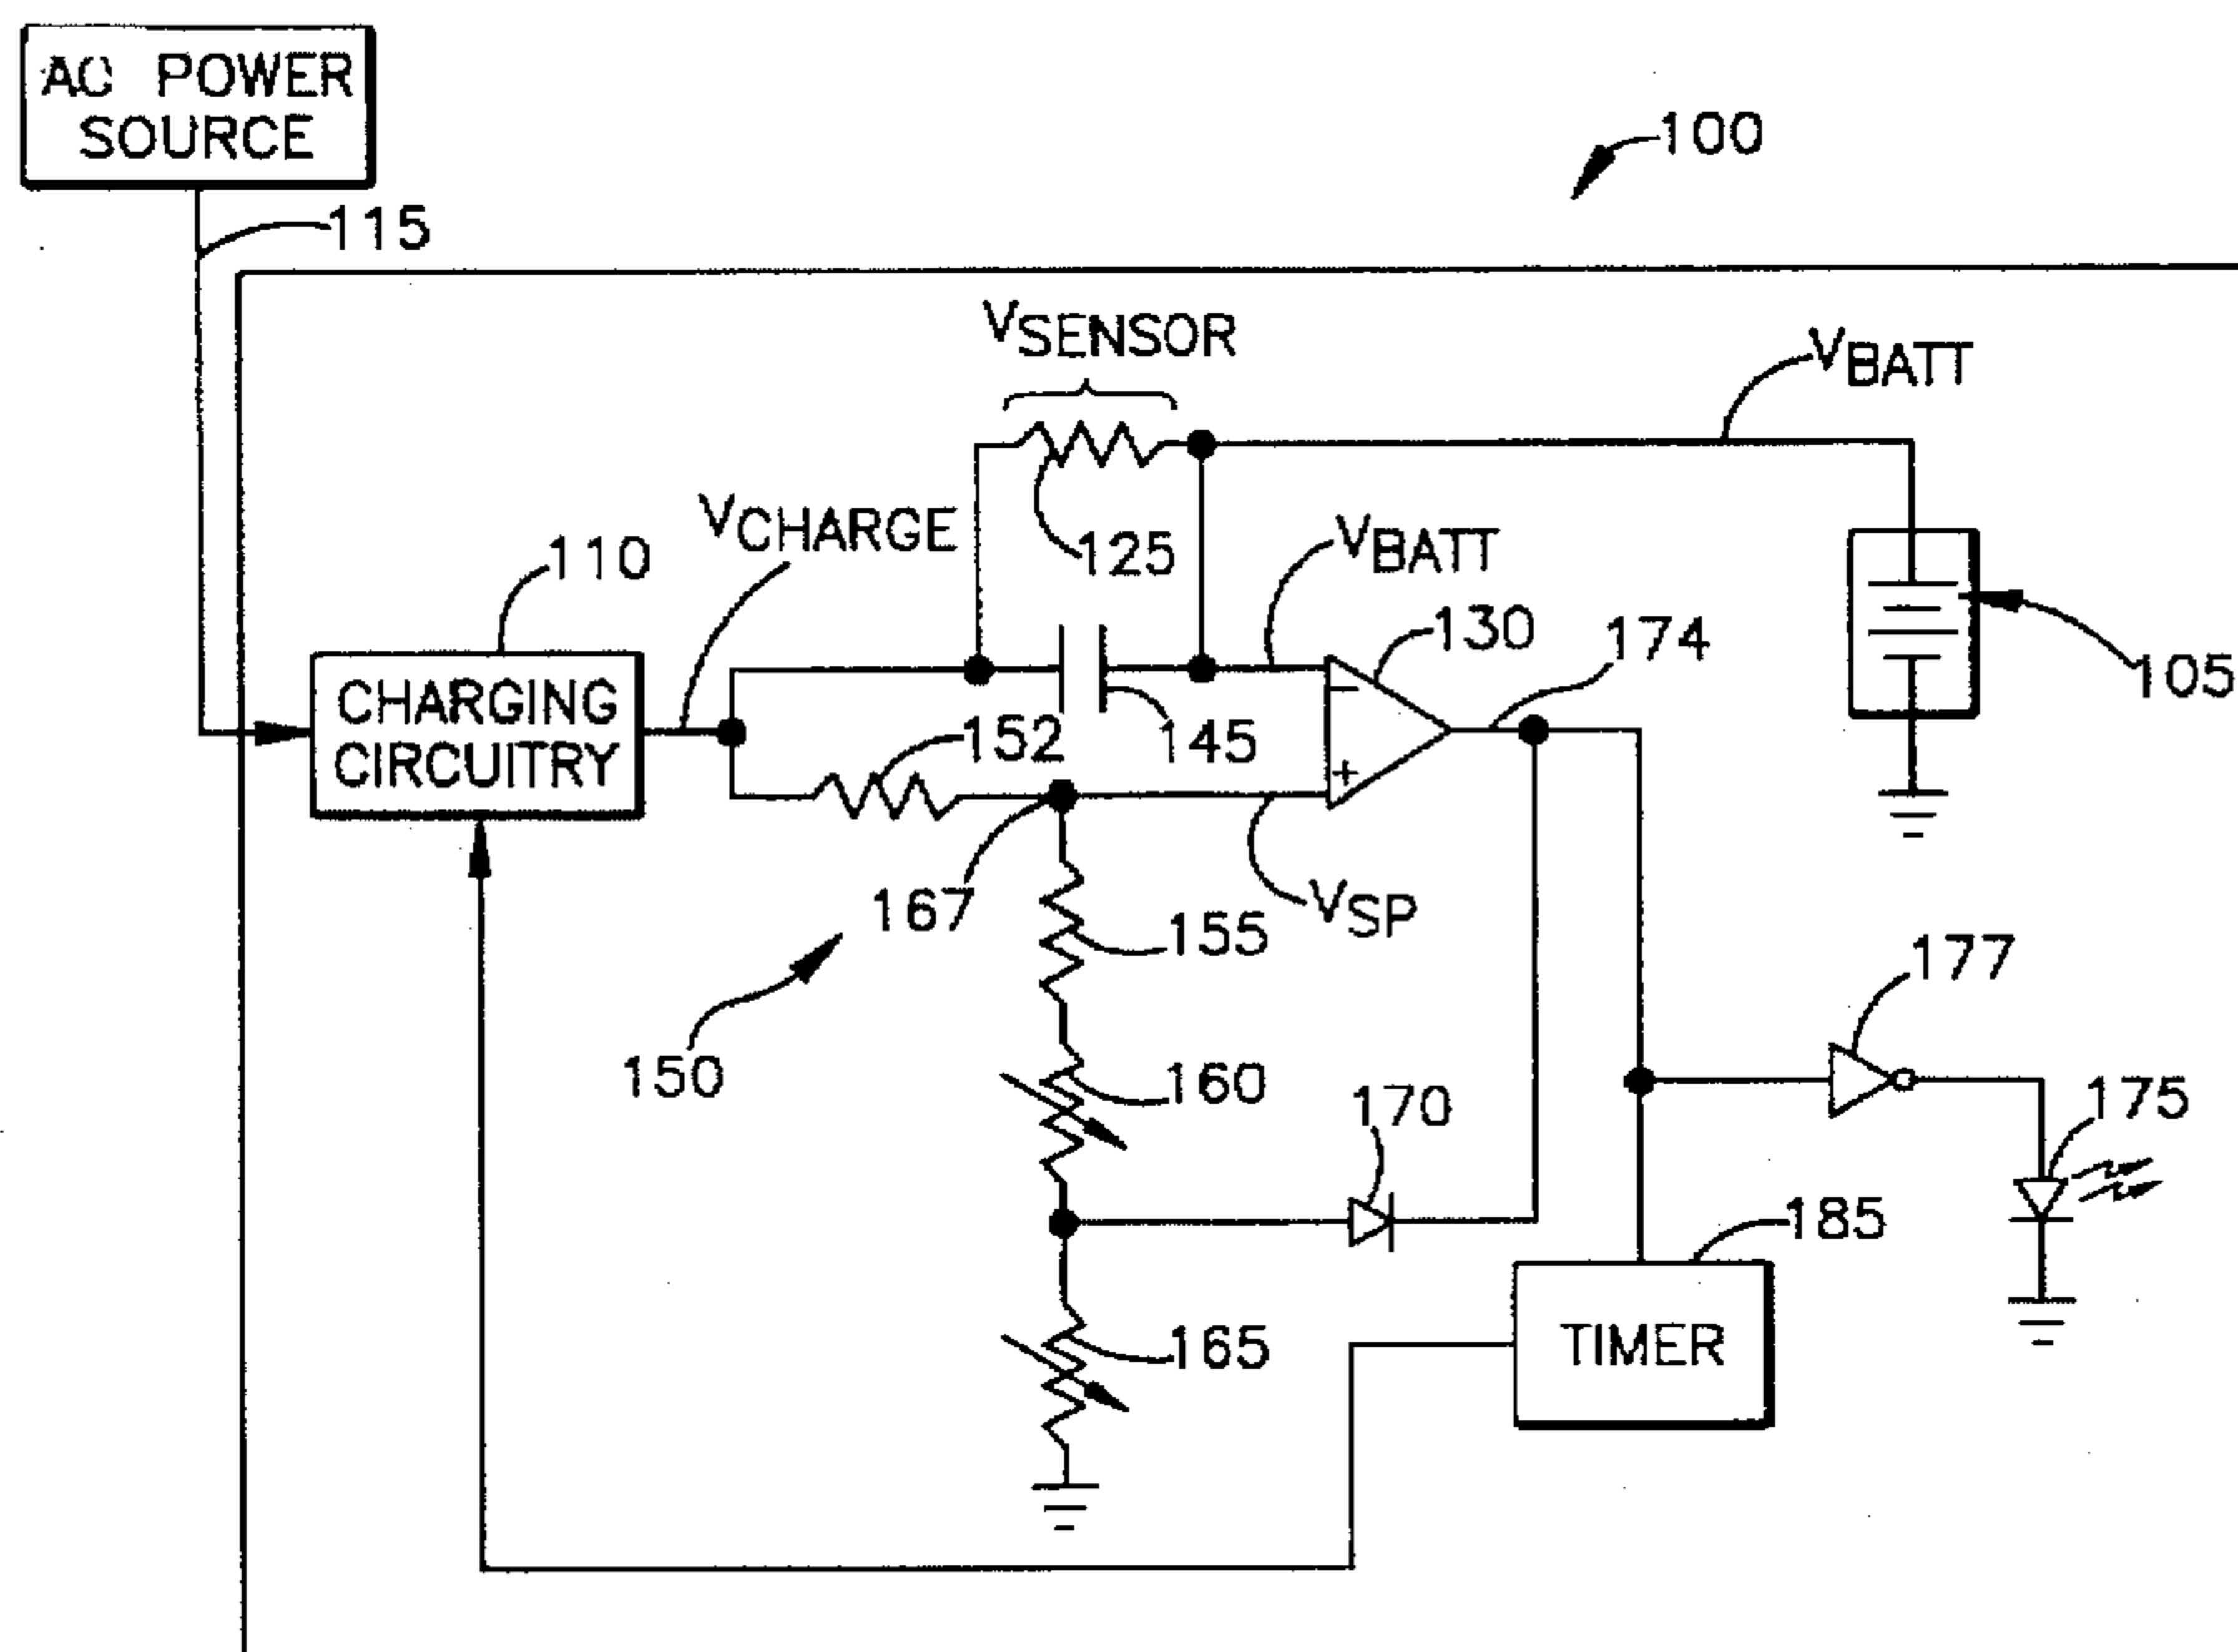 AC POWER
SOURCE
100
115
VSENSOR
VBATT
VCHARGE
125
VBATT
110
130
174
105
CHARGING
CIRCUITRY
152
145
−
+
167
155
VSP
177
150
160
170
175
185
165
TIMER